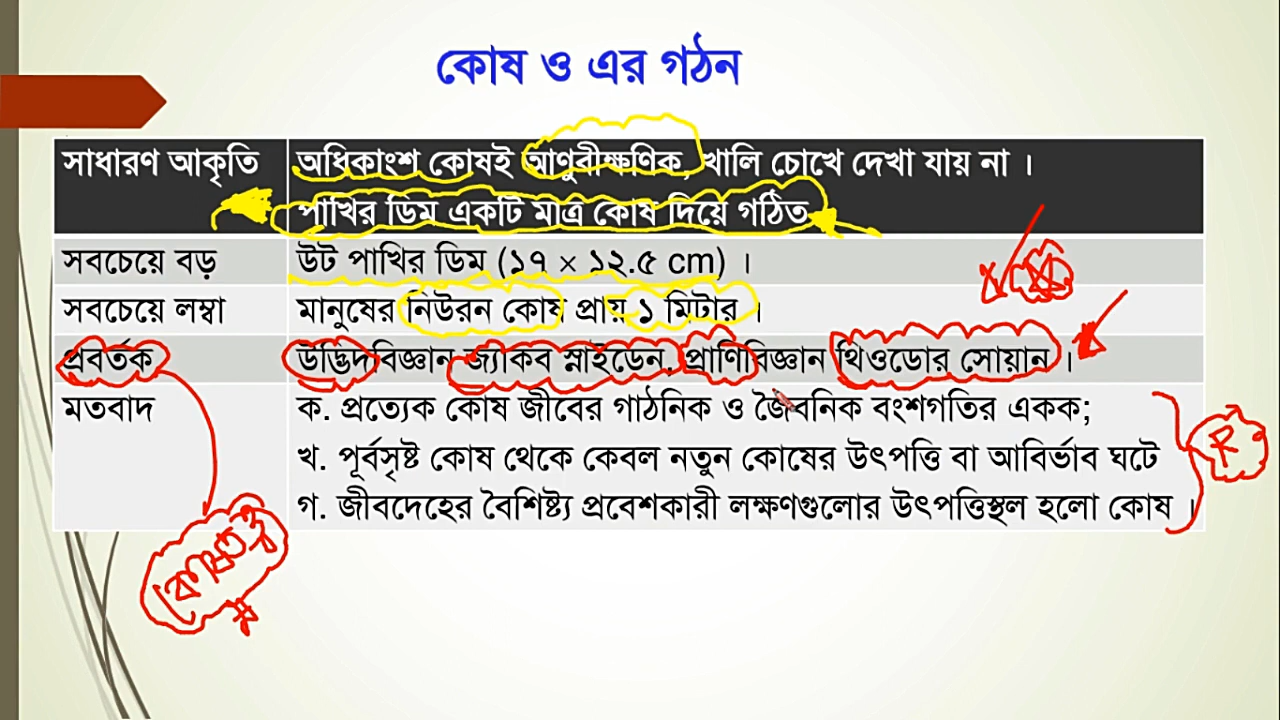 কোষ ও এর গঠন
সাধারণ আকৃতি অধিকাংশ কোষই আণুবীক্ষণিক, খালি চোখে দেখা যায় না ।
পাখির ডিম একটি মাত্র কোষ দিয়ে গঠিত
সবচেয়ে বড় উট পাখির ডিম (১৭ × ১২.৫ cm) ।
সবচেয়ে লম্বা মানুষের নিউরন কোষ প্রায় ১ মিটার ।
প্রবর্তক উদ্ভিদবিজ্ঞান জ্যাকব স্লাইডেন, প্রাণিবিজ্ঞান থিওডোর সোয়ান ।
মতবাদ ক. প্রত্যেক কোষ জীবের গাঠনিক ও জৈবনিক বংশগতির একক;
খ. পূর্বসৃষ্ট কোষ থেকে কেবল নতুন কোষের উৎপত্তি বা আবির্ভাব ঘটে
গ. জীবদেহের বৈশিষ্ট্য প্রবেশকারী লক্ষণগুলোর উৎপত্তিস্থল হলো কোষ ।
R
কোষতত্ত্ব